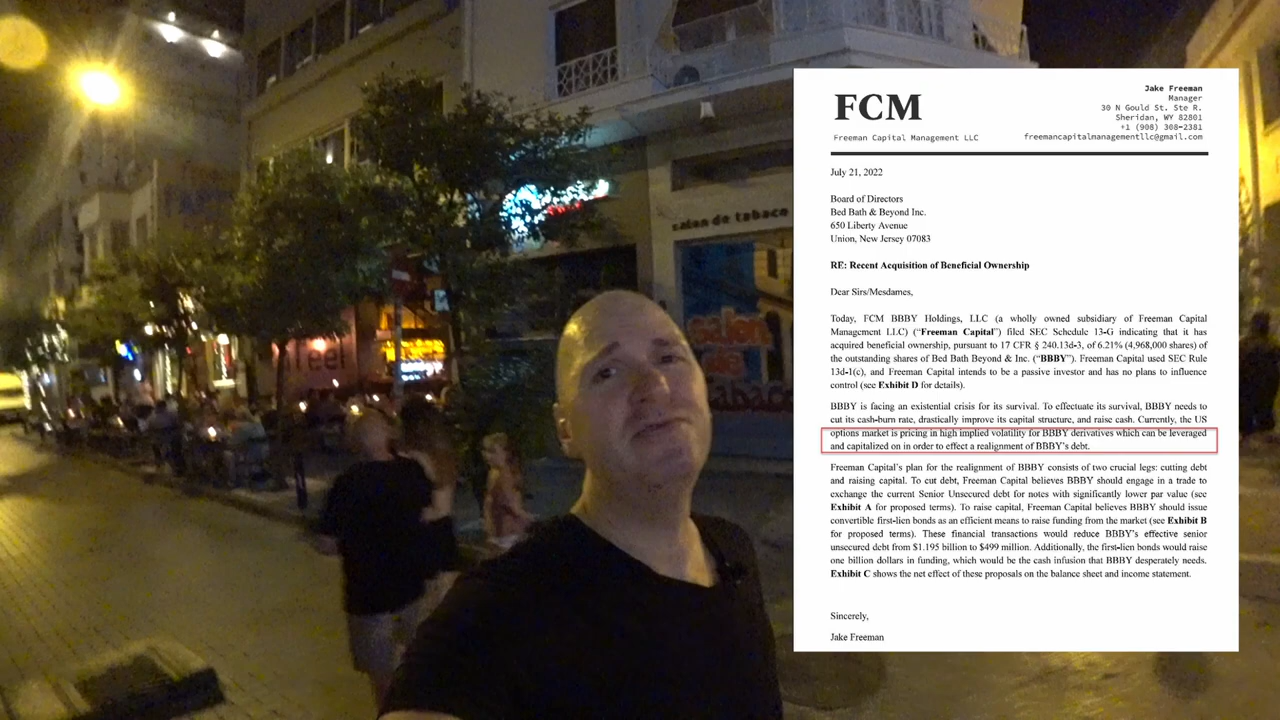 FCM
Freeman Capital Management LLC
Jake Freeman
Manager
30 N Gould St. Ste R.
Sheridan, WY 82801
+1 (908) 308-2381
freemancapitalmanagementllc@gmail.com
July 21, 2022
Board of Directors
Bed Bath & Beyond Inc.
650 Liberty Avenue
Union, New Jersey 07083
RE: Recent Acquisition of Beneficial Ownership
Dear Sirs/Mesdames,
Today, FCM BBBY Holdings, LLC (a wholly owned subsidiary of Freeman Capital
Management LLC) (“Freeman Capital”) filed SEC Schedule 13-G indicating that it has
acquired beneficial ownership, pursuant to 17 CFR § 240.13d-3, of 6.21% (4,968,000 shares) of
the outstanding shares of Bed Bath Beyond & Inc. (“BBBY”). Freeman Capital used SEC Rule
13d-1(c), and Freeman Capital intends to be a passive investor and has no plans to influence
control (see Exhibit D for details).
BBBY is facing an existential crisis for its survival. To effectuate its survival, BBBY needs to
cut its cash-burn rate, drastically improve its capital structure, and raise cash. Currently, the US
options market is pricing in high implied volatility for BBBY derivatives which can be leveraged
and capitalized on in order to effect a realignment of BBBY’s debt.
Freeman Capital’s plan for the realignment of BBBY consists of two crucial legs: cutting debt
and raising capital. To cut debt, Freeman Capital believes BBBY should engage in a trade to
exchange the current Senior Unsecured debt for notes with significantly lower par value (see
Exhibit A for proposed terms). To raise capital, Freeman Capital believes BBBY should issue
convertible first-lien bonds as an efficient means to raise funding from the market (see Exhibit B
for proposed terms). These financial transactions would reduce BBBY’s effective senior
unsecured debt from $1.195 billion to $499 million. Additionally, the first-lien bonds would raise
one billion dollars in funding, which would be the cash infusion that BBBY desperately needs.
Exhibit C shows the net effect of these proposals on the balance sheet and income statement.
Sincerely,
Jake Freeman
salon de tabaco
salon
de